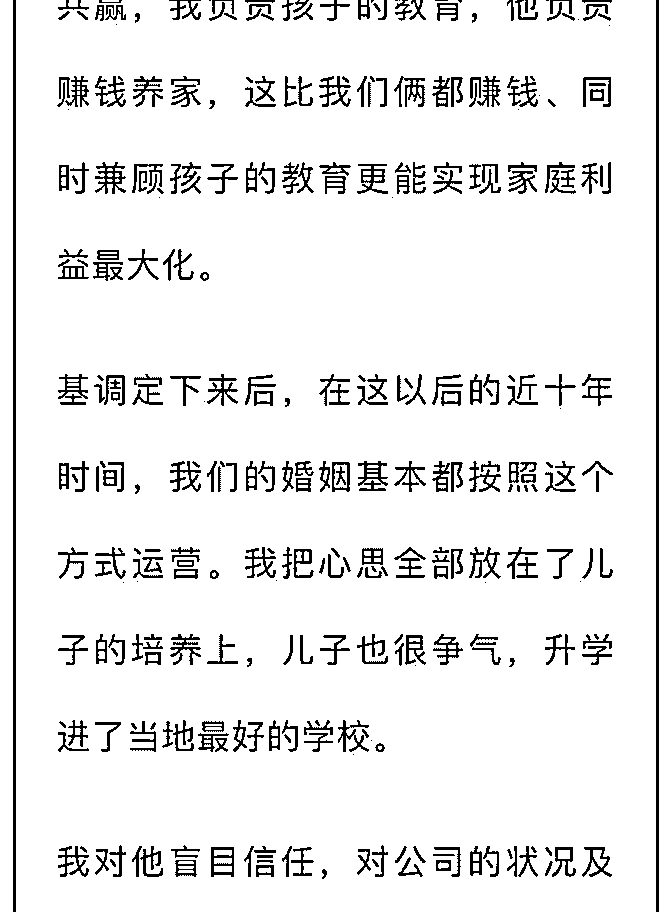 共赢，我负责孩子的教育，他负责
赚钱养家，这比我们俩都赚钱、同
时兼顾孩子的教育更能实现家庭利
益最大化。
基调定下来后，在这以后的近十年
时间，我们的婚姻基本都按照这个
方式运营。我把心思全部放在了儿
子的培养上，儿子也很争气，升学
进了当地最好的学校。
我对他盲目信任，对公司的状况及